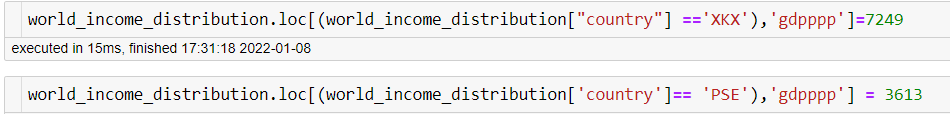 world_income_distribution.loc[(world_income_distribution["country"] =='XKX'),'gdpppp']=7249
executed in 15ms, finished 17:31:18 2022-01-08
world_income_distribution.loc[(world_income_distribution['country']== 'PSE'),'gdpppp'] = 3613